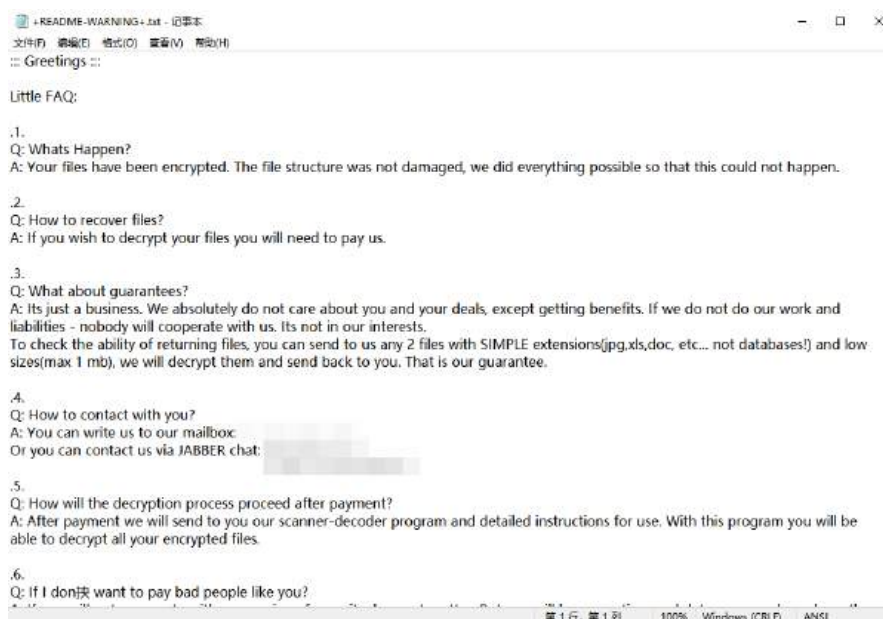 +README-WARNING+.txt - 记事本
文件(F) 编辑(E) 格式(O) 查看(V) 帮助(H)
::: Greetings :::
Little FAQ:
.1.
Q: Whats Happen?
A: Your files have been encrypted. The file structure was not damaged, we did everything possible so that this could not happen.
.2.
Q: How to recover files?
A: If you wish to decrypt your files you will need to pay us.
.3.
Q: What about guarantees?
A: Its just a business. We absolutely do not care about you and your deals, except getting benefits. If we do not do our work and
liabilities - nobody will cooperate with us. Its not in our interests.
To check the ability of returning files, you can send to us any 2 files with SIMPLE extensions(jpg,xls,doc, etc... not databases!) and low
sizes(max 1 mb), we will decrypt them and send back to you. That is our guarantee.
.4.
Q: How to contact with you?
A: You can write us to our mailbox:
Or you can contact us via JABBER chat:
.5.
Q: How will the decryption process proceed after payment?
A: After payment we will send to you our scanner-decoder program and detailed instructions for use. With this program you will be
able to decrypt all your encrypted files.
.6.
Q: If I don抰 want to pay bad people like you?
第 1 行, 第 1 列 100% Windows (CRLF) ANSI